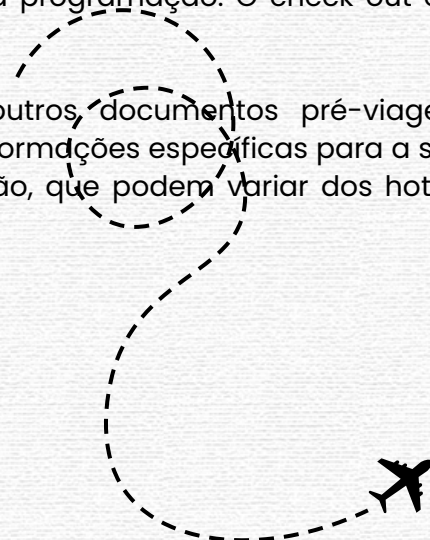 programação. O check out
outros documentos pré-viage
ormações específicas para a s
ão, que podem variar dos hot